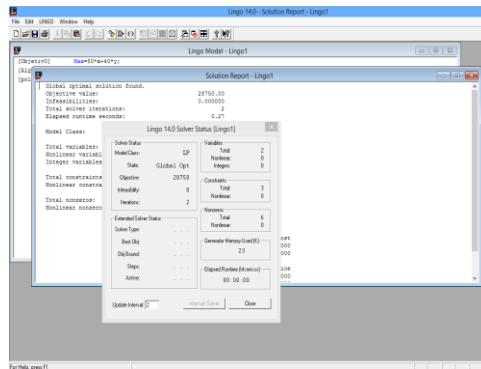 Lingo 14.0 - Solution Report - Lingo1
File Edit LINGO Window Help
Lingo Model - Lingo1
[Objetivo] Max=50*x+40*y;
Solution Report - Lingo1
Global optimal solution found.
Objective value: 28750.00
Infeasibilities: 0.000000
Total solver iterations: 2
Elapsed runtime seconds: 0.27
Model Class:
Total variables:
Nonlinear variabl
Integer variables
Total constraints
Nonlinear constra
Total nonzeros:
Nonlinear nonzero
ost
000
000
ice
000
Lingo 14.0 Solver Status [Lingo1]
Solver Status
Model Class: LP
State: Global Opt
Objective: 28750
Infeasibility: 0
Iterations: 2
Extended Solver Status
Solver Type: . . .
Best Obj: . . .
Obj Bound: . . .
Steps: . . .
Active: . . .
Update Interval: 2
Variables
Total: 2
Nonlinear: 0
Integers: 0
Constraints
Total: 3
Nonlinear: 0
Nonzeros
Total: 6
Nonlinear: 0
Generator Memory Used (K)
23
Elapsed Runtime (hh:mm:ss)
00:00:00
Interrupt Solver
Close
For Help, press F1